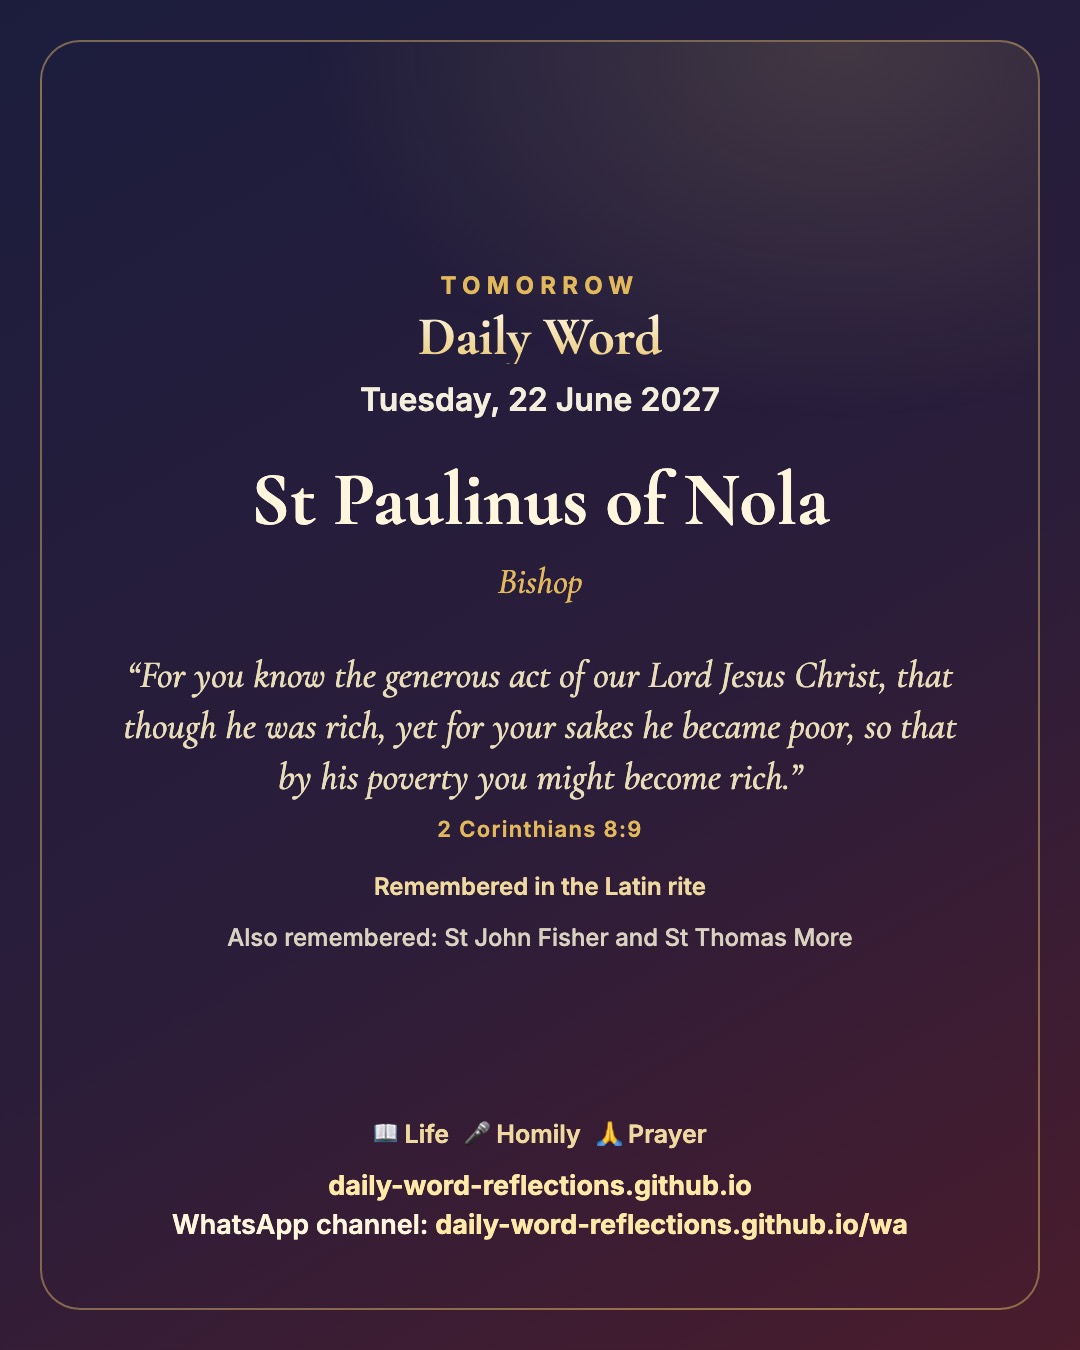 TOMORROW
Daily Word
Tuesday, 22 June 2027
St Paulinus of Nola
Bishop
“For you know the generous act of our Lord Jesus Christ, that
though he was rich, yet for your sakes he became poor, so that
by his poverty you might become rich.”
2 Corinthians 8:9
Remembered in the Latin rite
Also remembered: St John Fisher and St Thomas More
📖 Life 🎤 Homily 🙏 Prayer
daily-word-reflections.github.io
WhatsApp channel: daily-word-reflections.github.io/wa